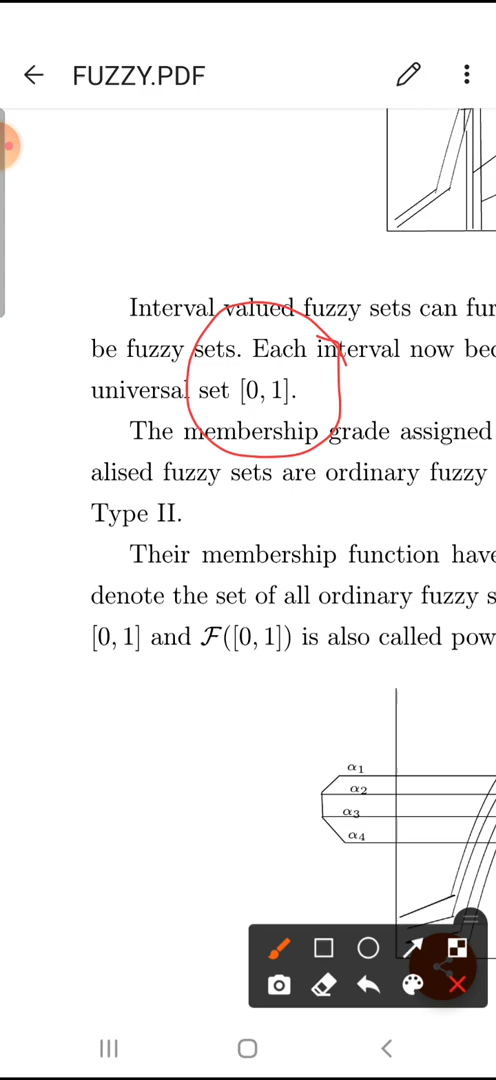 FUZZY.PDF
Interval valued fuzzy sets can fur
be fuzzy sets. Each interval now bec
universal set [0, 1].
The membership grade assigned
alised fuzzy sets are ordinary fuzzy
Type II.
Their membership function have
denote the set of all ordinary fuzzy s
[0, 1] and ℱ([0, 1]) is also called pow
α1
α2
α3
α4